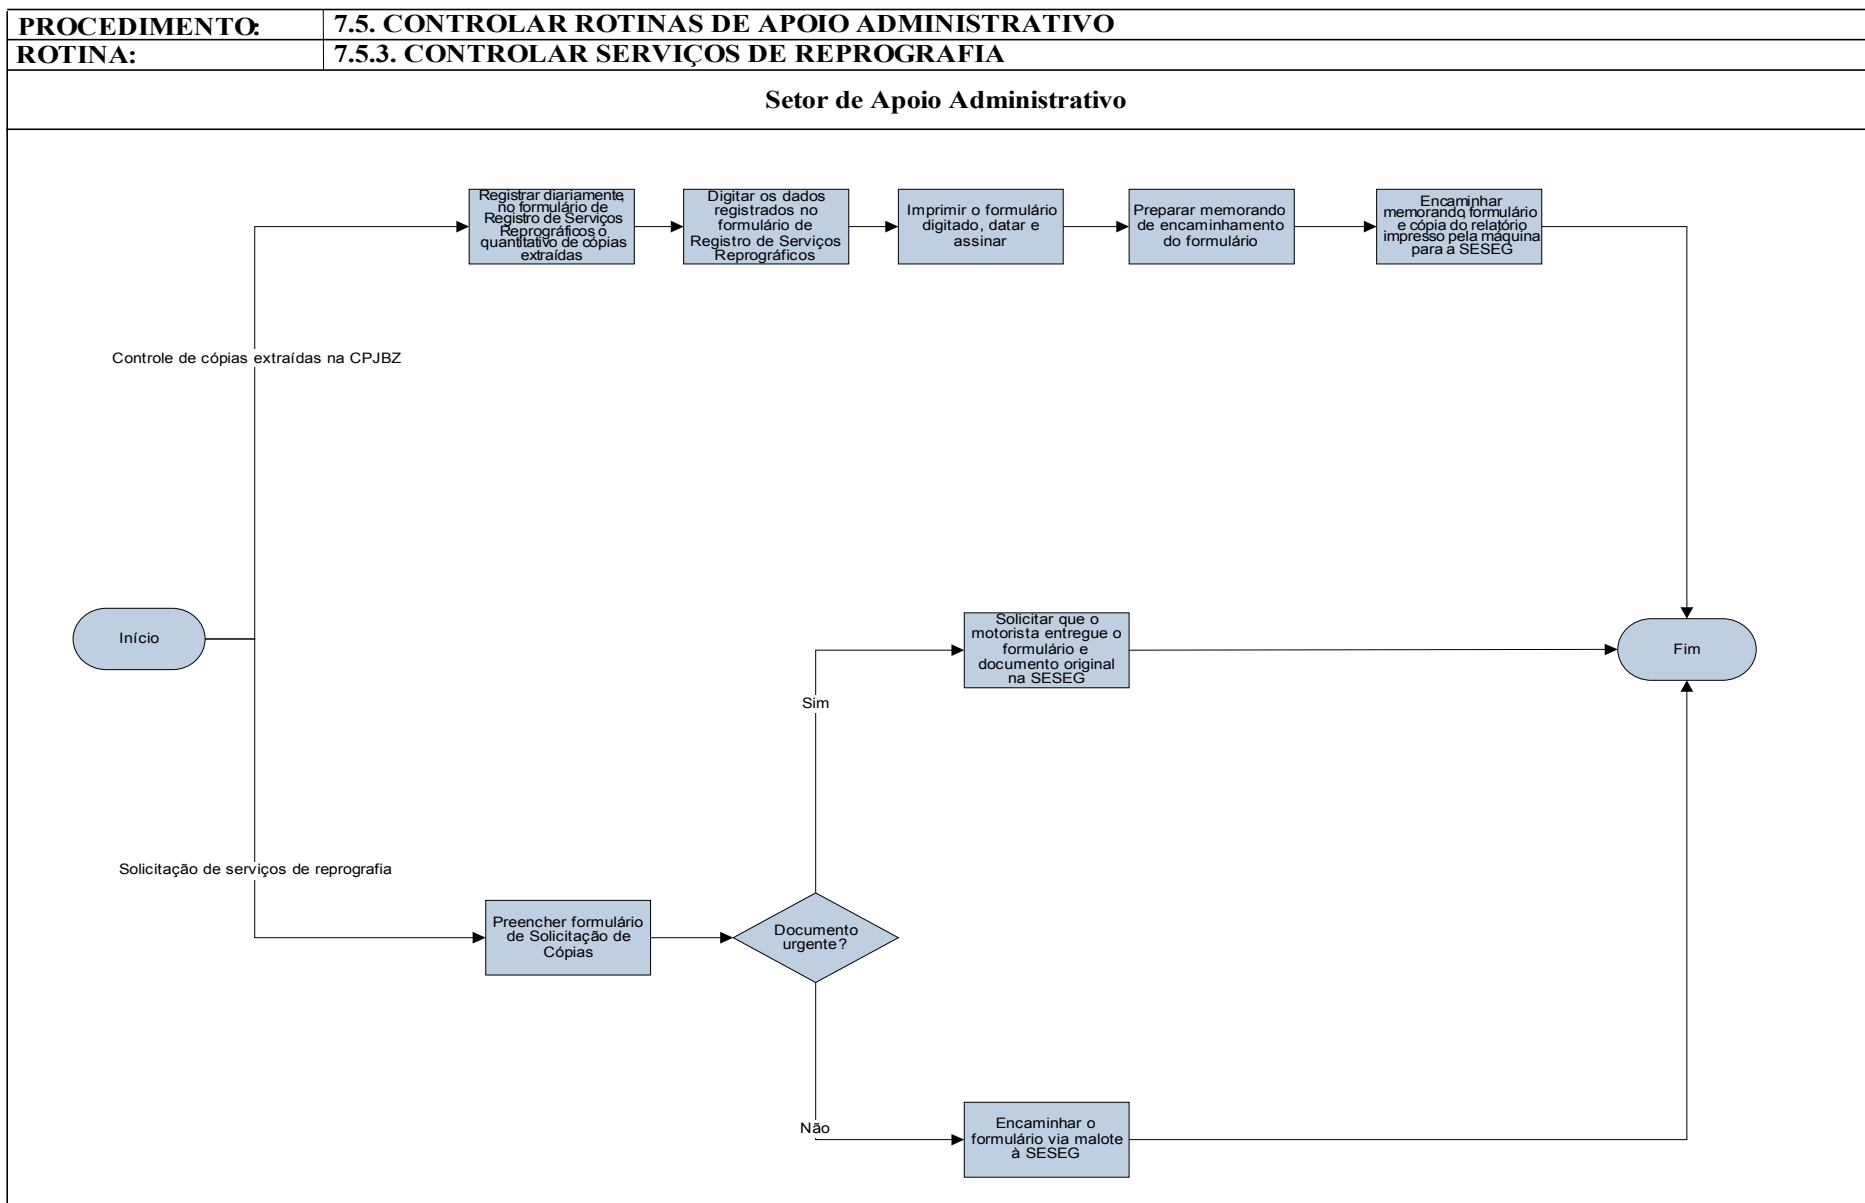 PROCEDIMENTO:
7.5. CONTROLAR ROTINAS DE APOIO ADMINISTRATIVO
ROTINA:
7.5.3. CONTROLAR SERVIÇOS DE REPROGRAFIA
Setor de Apoio Administrativo
Registrar diariamente,
no formulário de
Registro de Serviços
Reprográficos o
quantitativo de cópias
extraídas
Digitar os dados
registrados no
formulário de
Registro de Serviços
Reprográficos
Imprimir o formulário
digitado, datar e
assinar
Preparar memorando
de encaminhamento
do formulário
Encaminhar
memorando, formulário
e cópia do relatório
impresso pela máquina
para a SESEG
Controle de cópias extraídas na CPJBZ
Início
Solicitar que o
motorista entregue o
formulário e
documento original
na SESEG
Fim
Sim
Solicitação de serviços de reprografia
Preencher formulário
de Solicitação de
Cópias
Documento
urgente?
Não
Encaminhar o
formulário via malote
à SESEG